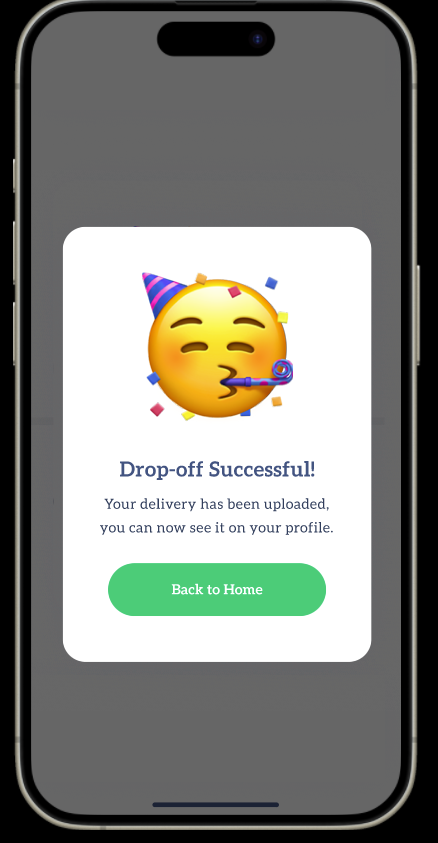 Drop-off Successful!
Your delivery has been uploaded,
you can now see it on your profile.
Back to Home